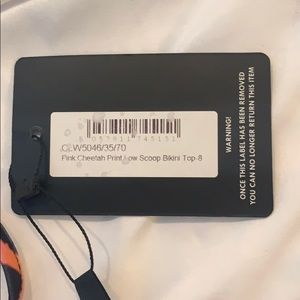 CLW5046/35/70
Pink Cheetah Print Low Scoop Bikini Top-8
WARNING!
ONCE THIS LABEL HAS BEEN REMOVED
YOU CAN NO LONGER RETURN THIS ITEM